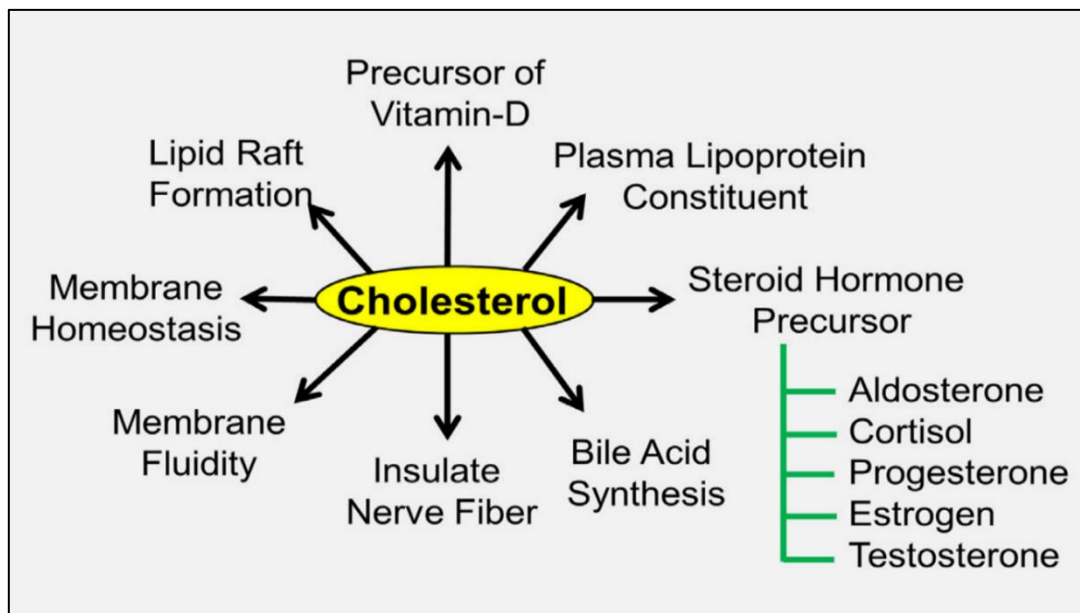 Precursor of
Vitamin-D
Lipid Raft
Formation
Plasma Lipoprotein
Constituent
Membrane
Homeostasis
Cholesterol
Steroid Hormone
Precursor
Aldosterone
Cortisol
Progesterone
Estrogen
Testosterone
Membrane
Fluidity
Insulate
Nerve Fiber
Bile Acid
Synthesis